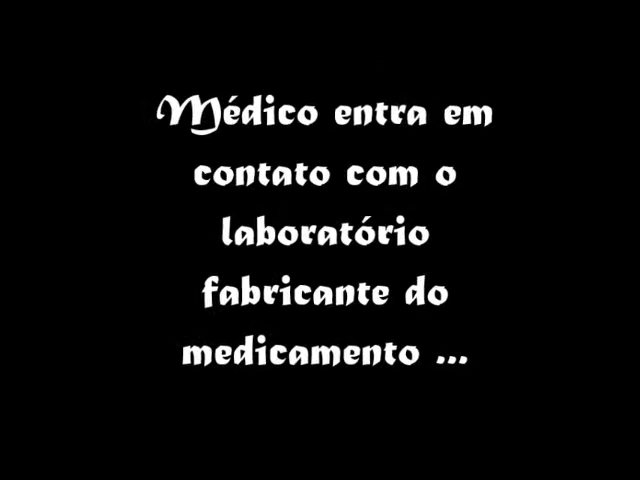 Médico entra em
contato com o
laboratório
fabricante do
medicamento ...